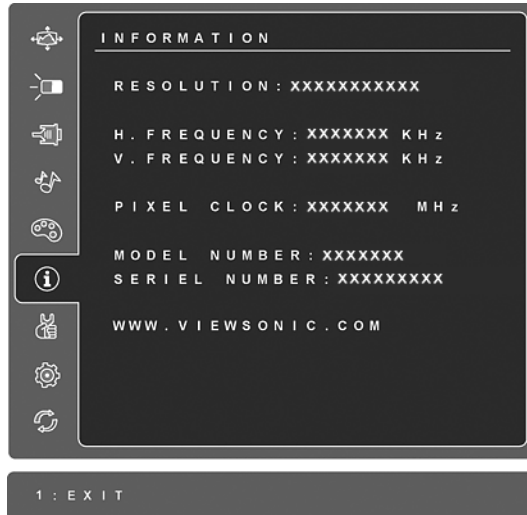 INFORMATION
RESOLUTION: XXXXXXXXXXX
H. FREQUENCY: XXXXXXX KHz
V. FREQUENCY: XXXXXXX KHz
PIXEL CLOCK: XXXXXXX MHz
MODEL NUMBER: XXXXXXX
SERIEL NUMBER: XXXXXXXXX
WWW.VIEWSONIC.COM
1: EXIT